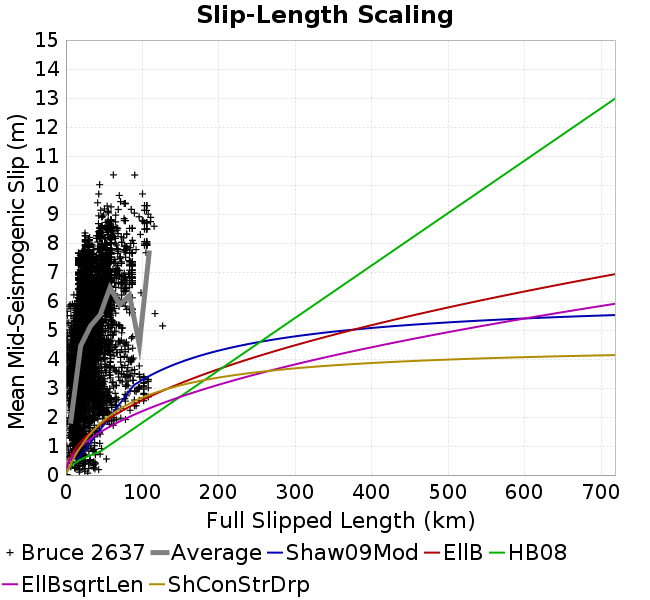 Slip-Length Scaling
Mean Mid-Seismogenic Slip (m)
15
14
13
12
11
10
9
8
7
6
5
4
3
2
1
0
0 100 200 300 400 500 600 700
Full Slipped Length (km)
Bruce 2637 Average Shaw09Mod EllB HB08
EllBsqrtLen ShConStrDrp